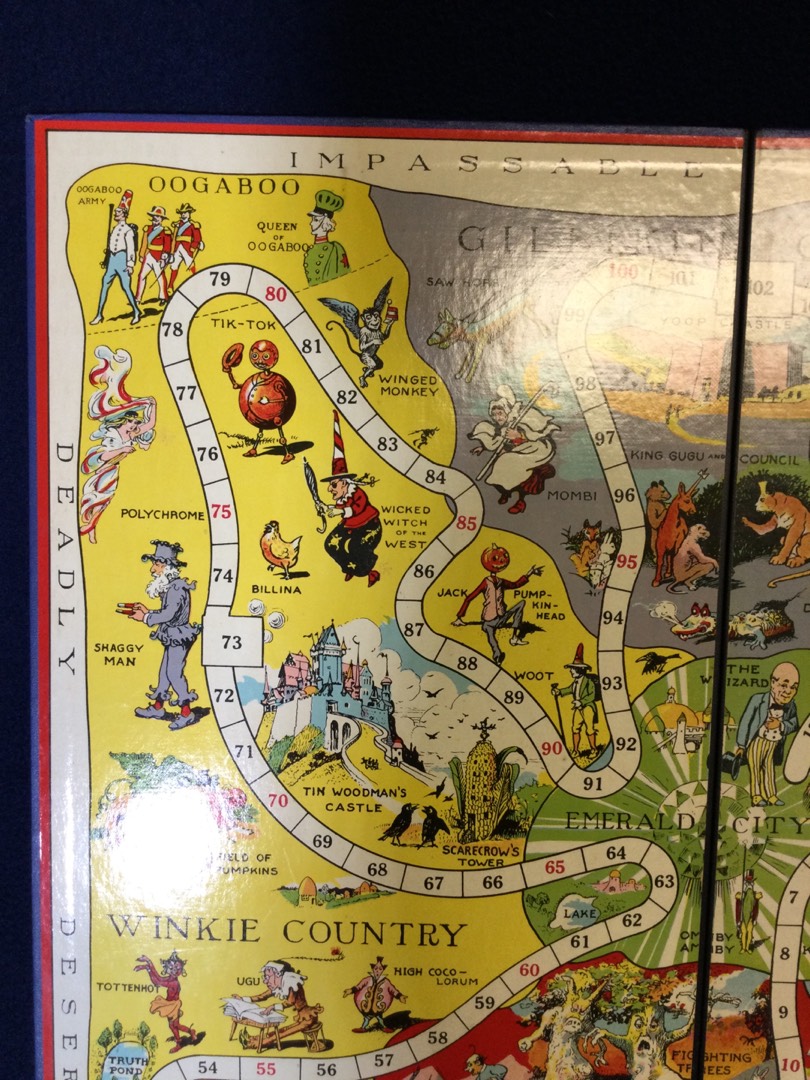 IMPASSABLE
OOGABOO
OOGABOO
ARMY
QUEEN
OF
OOGABOO
79
80
78
TIK-TOK
81
WINGED
MONKEY
77
82
76
83
84
POLYCHROME
75
WICKED
WITCH
OF THE
WEST
85
74
BILLINA
86
JACK
PUMP-
KIN-
HEAD
SHAGGY
MAN
73
87
88
WOOT
89
72
71
90
91
92
93
94
95
96
97
98
100
101
102
SAW HORSE
MOMBI
KING GUGU AND COUNCIL
THE
WIZARD
TIN WOODMAN'S
CASTLE
SCARECROW'S
TOWER
EMERALD CITY
70
69
68
67
66
65
64
63
62
61
60
59
58
57
56
55
54
LAKE
FIELD OF
PUMPKINS
WINKIE COUNTRY
TOTTENHOT
UGU
HIGH COCO-
LORUM
TRUTH
POND
OMBY
AMBY
FIGHTING
TREES
7
8
9
10
DEADLY